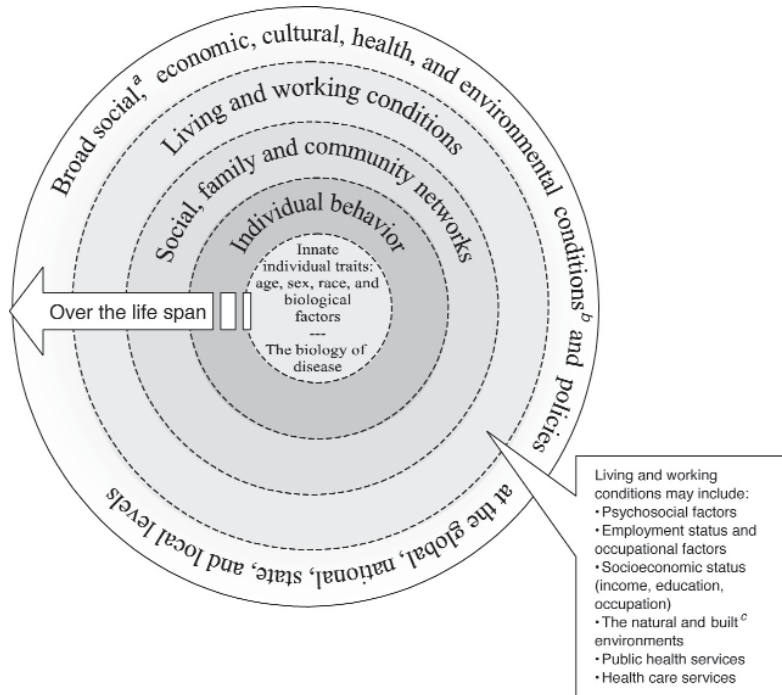 Broad social,a economic, cultural, health, and environmental conditionsb and policies
at the global, national, state, and local levels
Living and working conditions
Social, family and community networks
Individual behavior
Innate
individual traits:
age, sex, race, and
biological
factors
---
The biology of
disease
Over the life span
Living and working
conditions may include:
• Psychosocial factors
• Employment status and
occupational factors
• Socioeconomic status
(income, education,
occupation)
• The natural and built c
environments
• Public health services
• Health care services